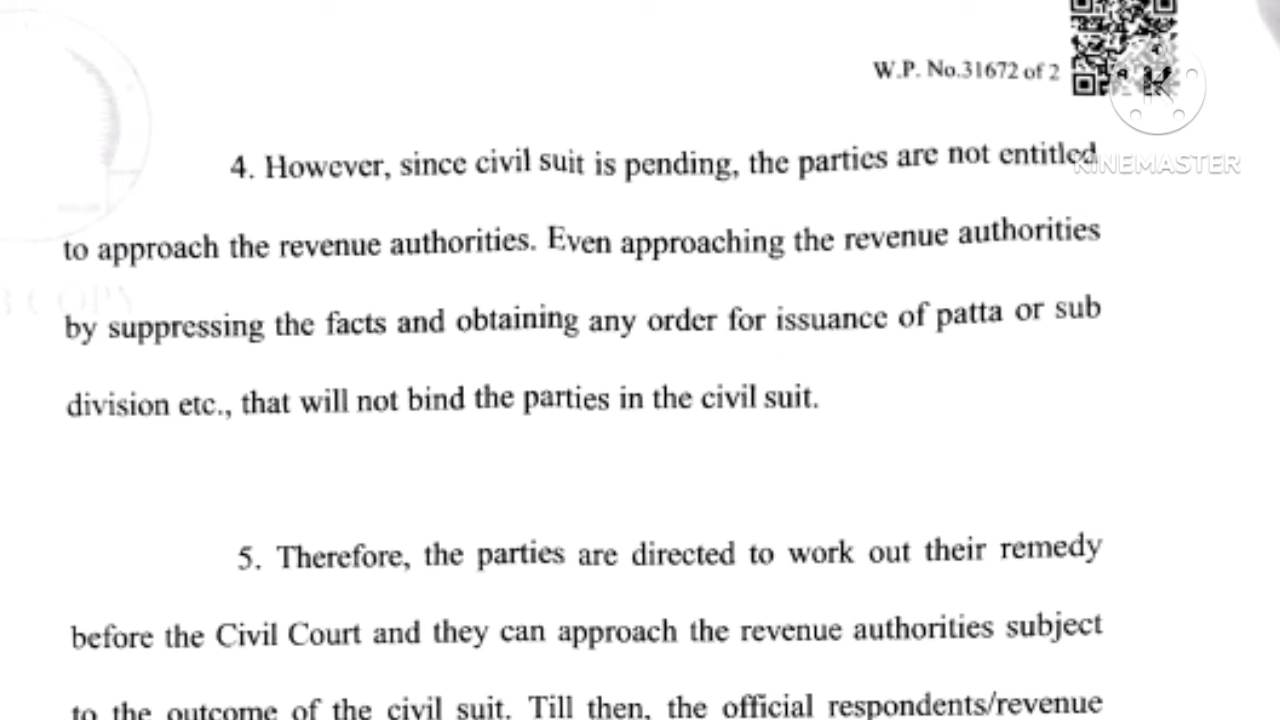 W.P. No.31672 of 2
KINEMASTER
4. However, since civil suit is pending, the parties are not entitled
to approach the revenue authorities. Even approaching the revenue authorities
by suppressing the facts and obtaining any order for issuance of patta or sub
division etc., that will not bind the parties in the civil suit.
COPY
5. Therefore, the parties are directed to work out their remedy
before the Civil Court and they can approach the revenue authorities subject
to the outcome of the civil suit. Till then, the official respondents/revenue